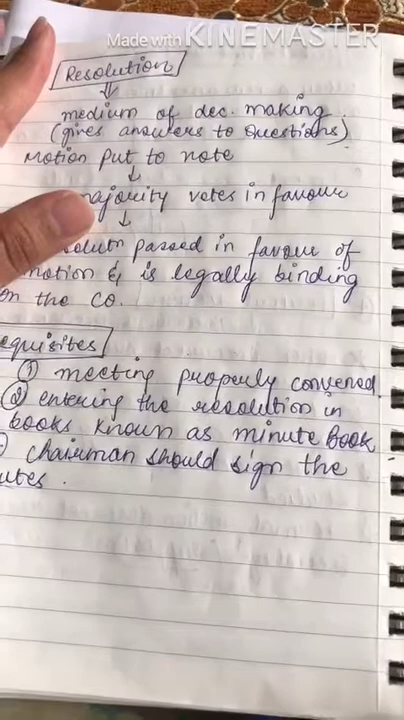 Made with KINEMASTER
Resolution
⇓
medium of dec. making
(gives answers to Questions)
Motion put to note
↓
majority votes in favour
↓
passed in favour of
motion & is legally binding
on the co.
equisites
① meeting properly convened
② entering the resolution in
books known as minute Book
chairman should sign the
utes.